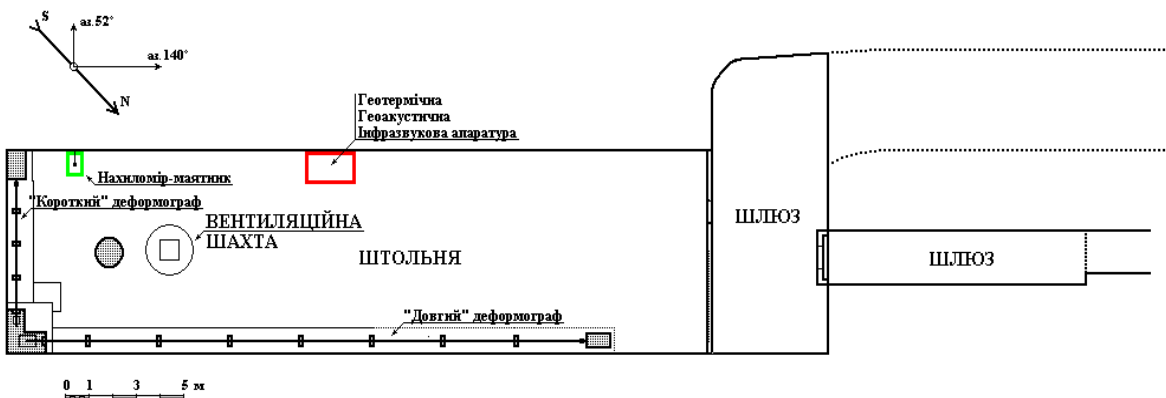 S
аз.52°
аз.140°
N
Геотермічна
Геоакустична
Інфразвукова апаратура
Нахиломір-маятник
"Короткий" деформограф
ВЕНТИЛЯЦІЙНА
ШАХТА
ШТОЛЬНЯ
ШЛЮЗ
ШЛЮЗ
"Довгий" деформограф
0 1 3 5 м